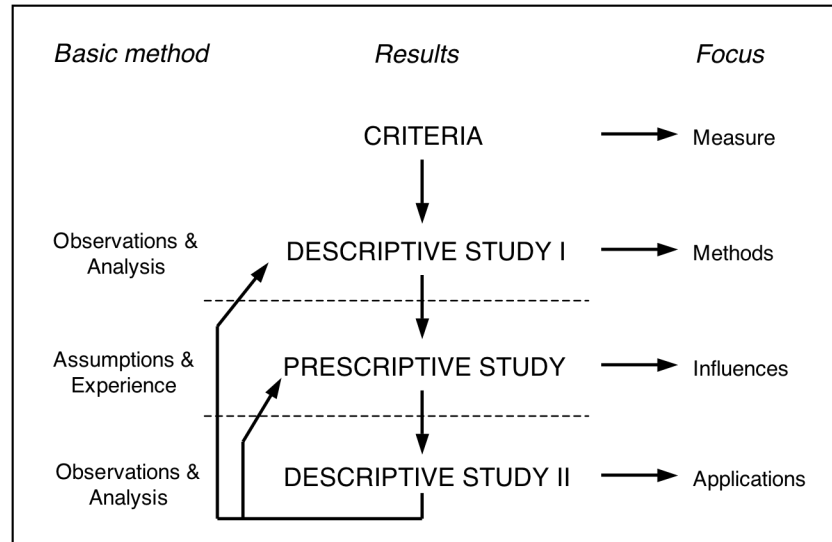 Basic method Results Focus
CRITERIA Measure
Observations &
Analysis
DESCRIPTIVE STUDY I Methods
Assumptions &
Experience
PRESCRIPTIVE STUDY Influences
Observations &
Analysis
DESCRIPTIVE STUDY II Applications